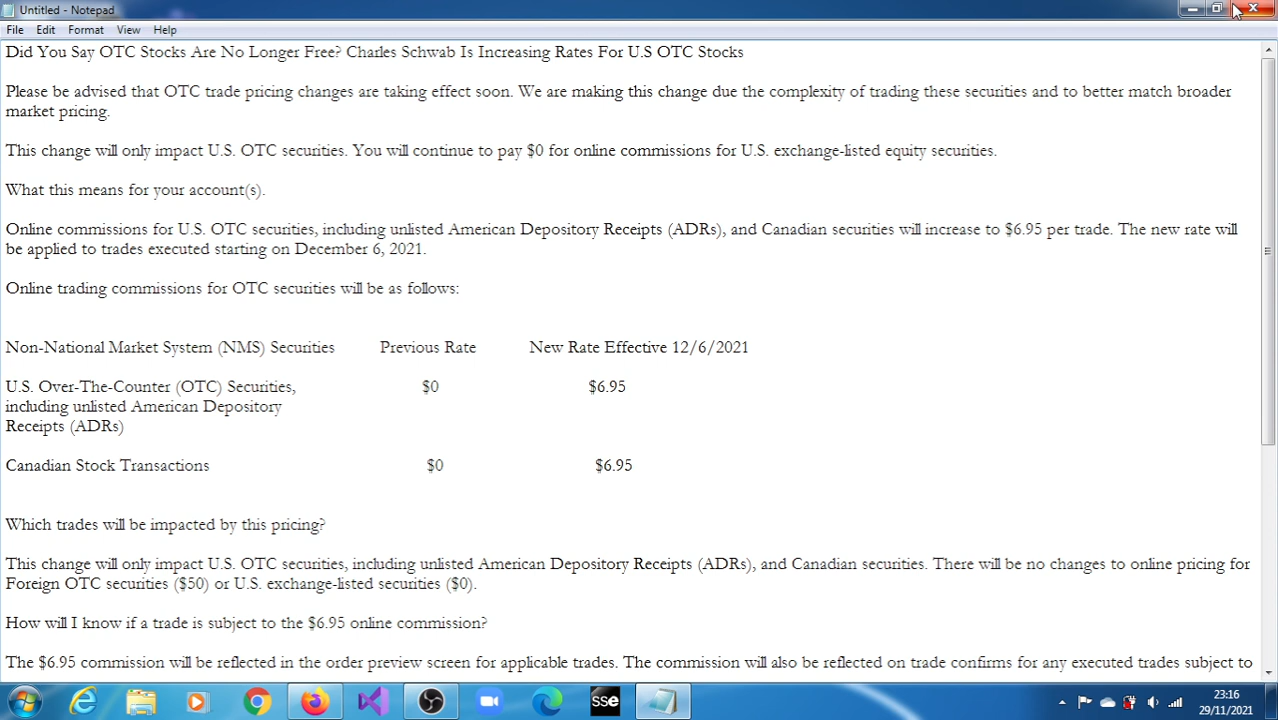 Untitled - Notepad
File Edit Format View Help
Did You Say OTC Stocks Are No Longer Free? Charles Schwab Is Increasing Rates For U.S OTC Stocks
Please be advised that OTC trade pricing changes are taking effect soon. We are making this change due the complexity of trading these securities and to better match broader
market pricing.
This change will only impact U.S. OTC securities. You will continue to pay $0 for online commissions for U.S. exchange-listed equity securities.
What this means for your account(s).
Online commissions for U.S. OTC securities, including unlisted American Depository Receipts (ADRs), and Canadian securities will increase to $6.95 per trade. The new rate will
be applied to trades executed starting on December 6, 2021.
Online trading commissions for OTC securities will be as follows:
Non-National Market System (NMS) Securities Previous Rate New Rate Effective 12/6/2021
U.S. Over-The-Counter (OTC) Securities, $0 $6.95
including unlisted American Depository
Receipts (ADRs)
Canadian Stock Transactions $0 $6.95
Which trades will be impacted by this pricing?
This change will only impact U.S. OTC securities, including unlisted American Depository Receipts (ADRs), and Canadian securities. There will be no changes to online pricing for
Foreign OTC securities ($50) or U.S. exchange-listed securities ($0).
How will I know if a trade is subject to the $6.95 online commission?
The $6.95 commission will be reflected in the order preview screen for applicable trades. The commission will also be reflected on trade confirms for any executed trades subject to
sse
23:16
29/11/2021